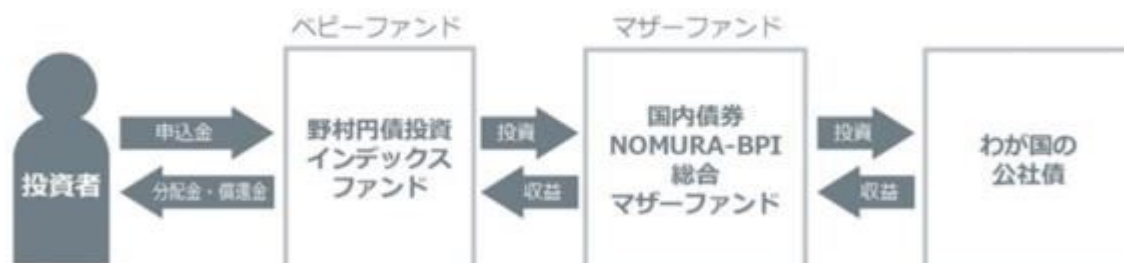 ベビーファンド
マザーファンド
投資者
申込金
分配金・償還金
野村円債投資
インデックス
ファンド
投資
収益
国内債券
NOMURA-BPI
総合
マザーファンド
投資
収益
わが国の
公社債